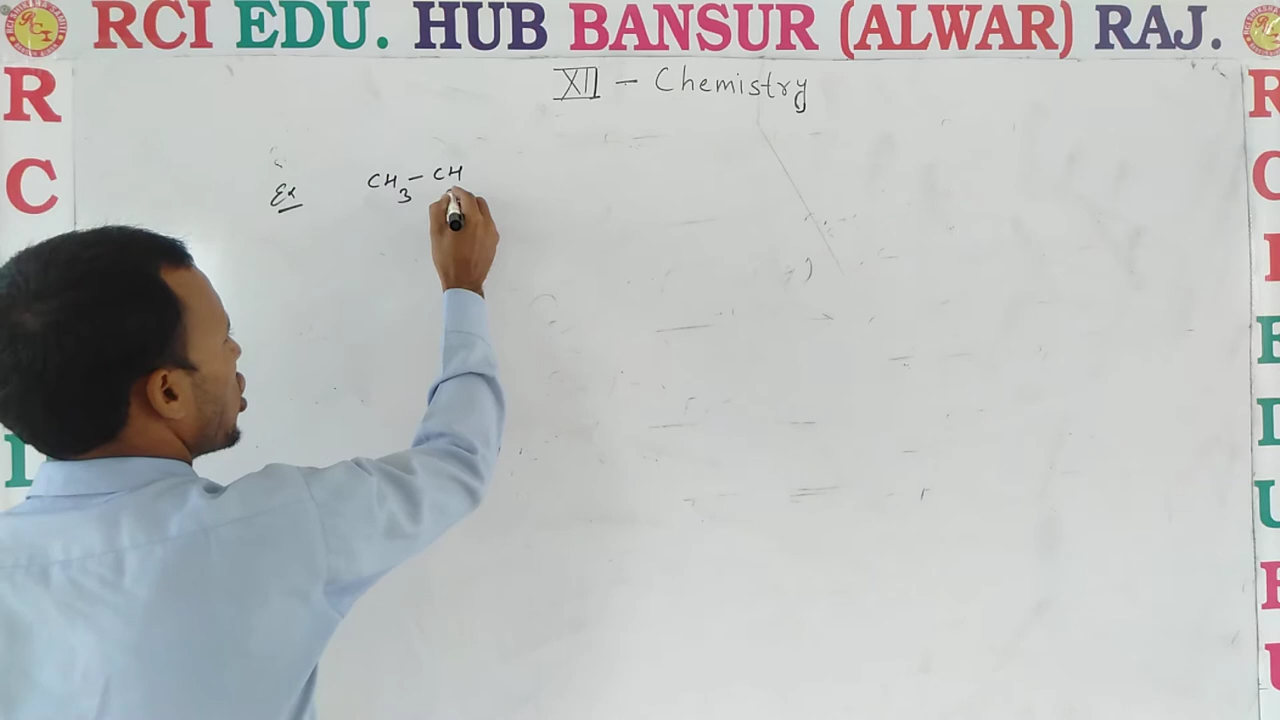 RCI EDU. HUB BANSUR (ALWAR) RAJ.
XII - Chemistry
Ex CH3 - CH
R
C
R
C
I
E
D
U